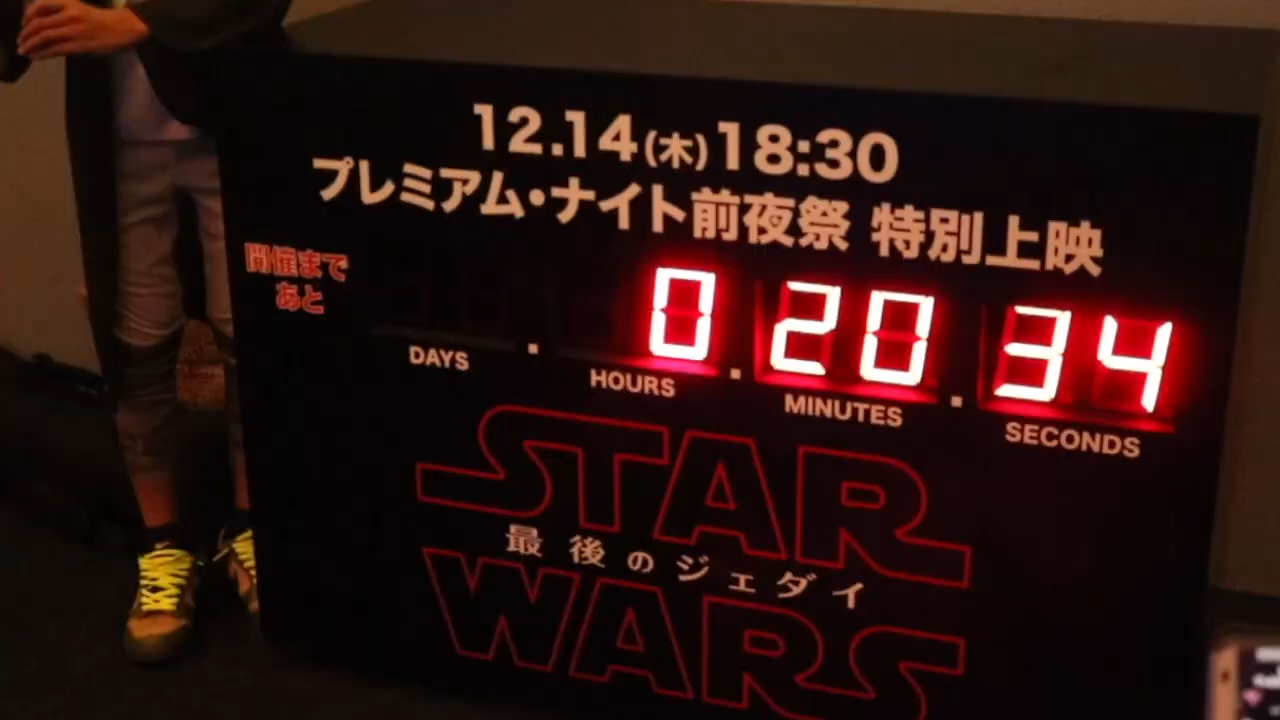 12.14(木)18:30
プレミアム・ナイト前夜祭 特別上映
開催まで
あと
0 20 34
DAYS . HOURS . MINUTES . SECONDS
STAR
最後のジェダイ
WARS